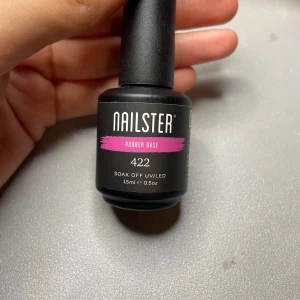 NAILSTER®
RUBBER BASE
422
SOAK OFF UV/LED
15ml ℮ 0.5oz